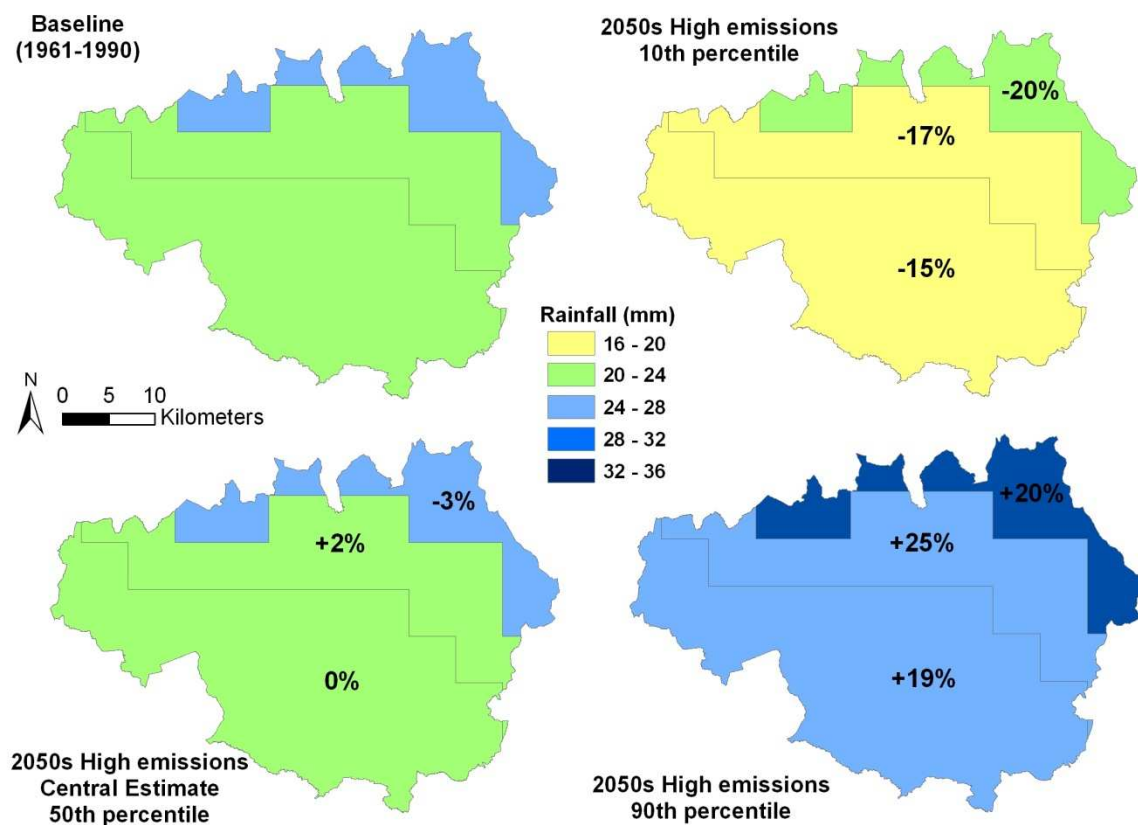 Baseline
(1961-1990)
2050s High emissions
10th percentile
-20%
-17%
-15%
Rainfall (mm)
16 - 20
20 - 24
24 - 28
28 - 32
32 - 36
N
0 5 10
Kilometers
-3%
+2%
0%
2050s High emissions
Central Estimate
50th percentile
+20%
+25%
+19%
2050s High emissions
90th percentile